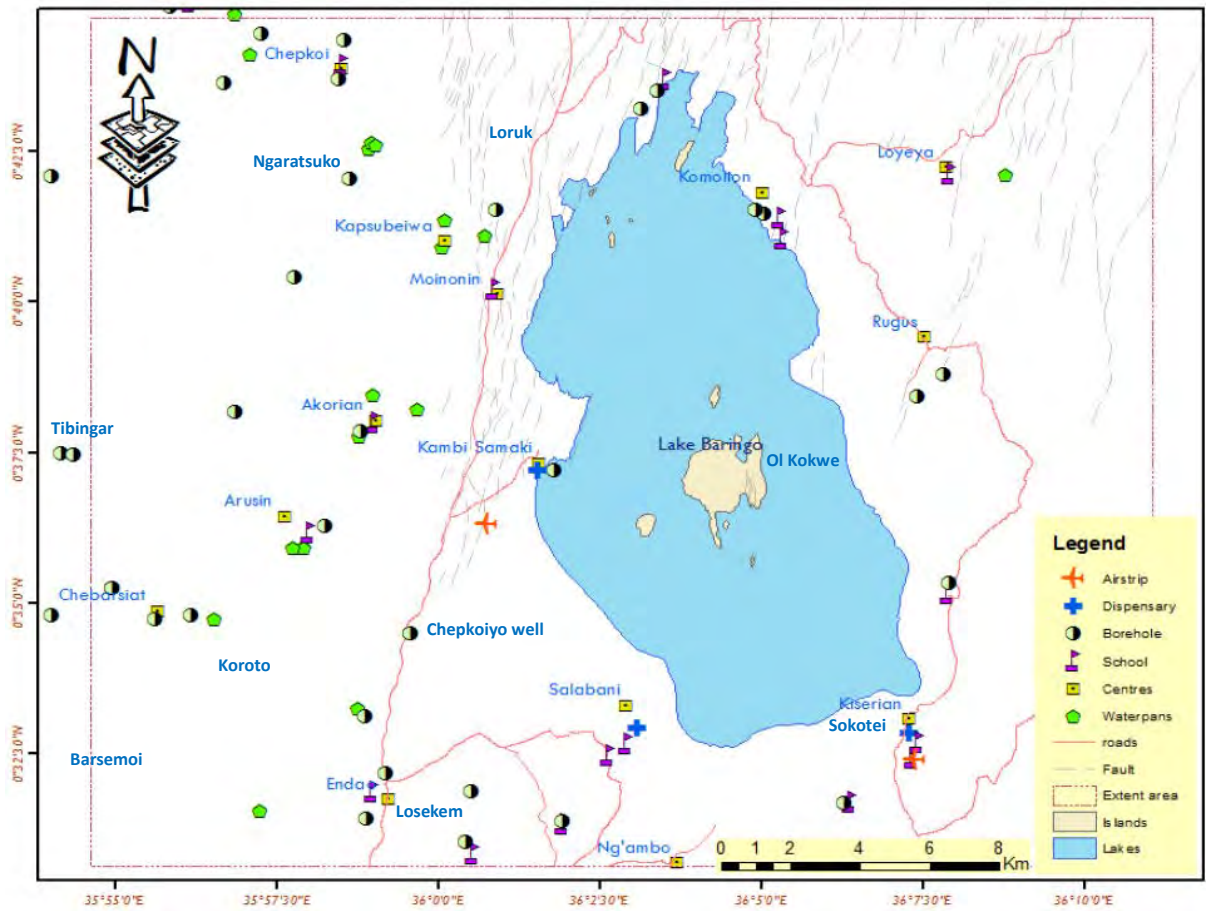 N
Chepkoi
Loruk
0°42'30"N
Ngaratsuko
Loyeya
Komolion
Kapsubeiwa
Moinonin
0°40'0"N
Rugus
Akorian
Tibingar
Kambi Samaki
Lake Baringo
Ol Kokwe
0°37'30"N
Arusin
Chebarsiat
0°35'0"N
Chepkoiyo well
Koroto
Salabani
Kiserian
Sokotei
0°32'30"N
Barsemoi
Endao
Losekem
Ng'ambo
0 1 2 4 6 8
Km
Legend
Airstrip
Dispensary
Borehole
School
Centres
Waterpans
roads
Fault
Extent area
Islands
Lakes
35°55'0"E 35°57'30"E 36°0'0"E 36°2'30"E 36°5'0"E 36°7'30"E 36°10'0"E